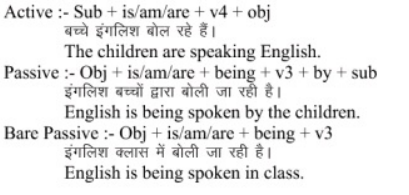 Active :- Sub + is/am/are + v4 + obj
बच्चे इंगलिश बोल रहे हैं।
The children are speaking English.
Passive :- Obj + is/am/are + being + v3 + by + sub
इंगलिश बच्चों द्वारा बोली जा रही है।
English is being spoken by the children.
Bare Passive :- Obj + is/am/are + being + v3
इंगलिश क्लास में बोली जा रही है।
English is being spoken in class.